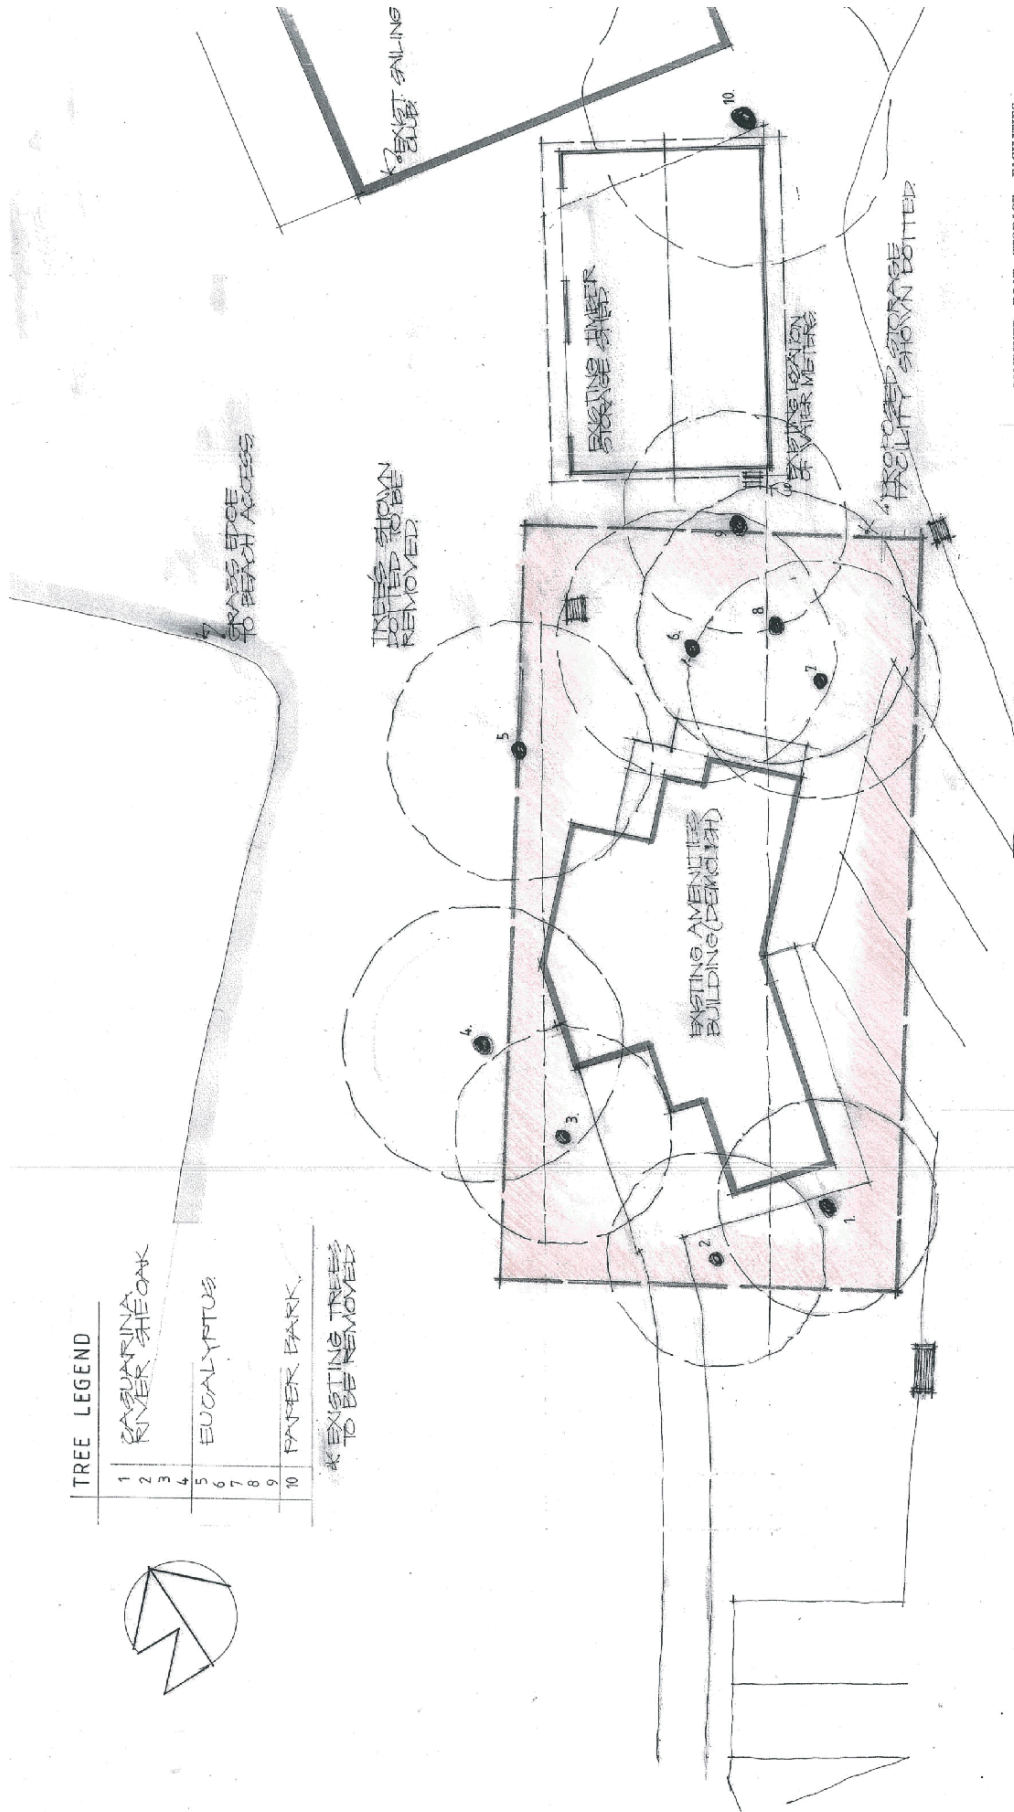 TREE LEGEND
1
2
3
4
CASUARINA
RIVER SHEOAK
5
6
7
8
9
EUCALYPTUS
10
PAPER BARK
* EXISTING TREES
TO BE REMOVED
GRASS EDGE
TO BEACH ACCESS
TREES SHOWN
DOTTED TO BE
REMOVED.
EXIST. SAILING
CLUB.
EXISTING TIMBER
STORAGE SHED
EXISTING LOCATION
OF WATER METERS
PROPOSED STORAGE
FACILITY SHOWN DOTTED.
EXISTING AMENITIES
BUILDING (DEMOLISH)
1.
2.
3.
4.
5
6.
7
8
9.
10.